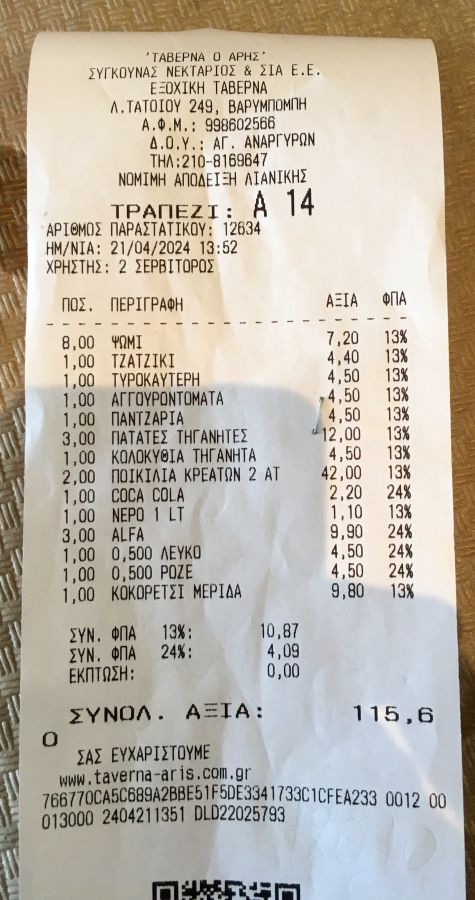 'ΤΑΒΕΡΝΑ Ο ΑΡΗΣ'
ΣΥΓΚΟΥΝΑΣ ΝΕΚΤΑΡΙΟΣ & ΣΙΑ Ε.Ε.
ΕΞΟΧΙΚΗ ΤΑΒΕΡΝΑ
Λ.ΤΑΤΟΙΟΥ 249, ΒΑΡΥΜΠΟΜΠΗ
Α.Φ.Μ.: 998602566
Δ.Ο.Υ.: ΑΓ. ΑΝΑΡΓΥΡΩΝ
ΤΗΛ:210-8169647
ΝΟΜΙΜΗ ΑΠΟΔΕΙΞΗ ΛΙΑΝΙΚΗΣ
ΤΡΑΠΕΖΙ: Α 14
ΑΡΙΘΜΟΣ ΠΑΡΑΣΤΑΤΙΚΟΥ: 12634
ΗΜ/ΝΙΑ: 21/04/2024 13:52
ΧΡΗΣΤΗΣ: 2 ΣΕΡΒΙΤΟΡΟΣ
ΠΟΣ. ΠΕΡΙΓΡΑΦΗ ΑΞΙΑ ΦΠΑ
8,00 ΨΩΜΙ 7,20 13%
1,00 ΤΖΑΤΖΙΚΙ 4,40 13%
1,00 ΤΥΡΟΚΑΥΤΕΡΗ 4,50 13%
1,00 ΑΓΓΟΥΡΟΝΤΟΜΑΤΑ 4,50 13%
1,00 ΠΑΝΤΖΑΡΙΑ 4,50 13%
3,00 ΠΑΤΑΤΕΣ ΤΗΓΑΝΗΤΕΣ 12,00 13%
1,00 ΚΟΛΟΚΥΘΙΑ ΤΗΓΑΝΗΤΑ 4,50 13%
2,00 ΠΟΙΚΙΛΙΑ ΚΡΕΑΤΩΝ 2 ΑΤ 42,00 13%
1,00 COCA COLA 2,20 24%
1,00 ΝΕΡΟ 1 LT 1,10 13%
3,00 ALFA 9,90 24%
1,00 0,500 ΛΕΥΚΟ 4,50 24%
1,00 0,500 ΡΟΖΕ 4,50 24%
1,00 ΚΟΚΟΡΕΤΣΙ ΜΕΡΙΔΑ 9,80 13%
ΣΥΝ. ΦΠΑ 13%: 10,87
ΣΥΝ. ΦΠΑ 24%: 4,09
ΕΚΠΤΩΣΗ: 0,00
ΣΥΝΟΛ. ΑΞΙΑ: 115,6
0
ΣΑΣ ΕΥΧΑΡΙΣΤΟΥΜΕ
www.taverna-aris.com.gr
766770CA5C689A2BBE51F5DE3341733C1CFEA233 0012 00
013000 2404211351 DLD22025793